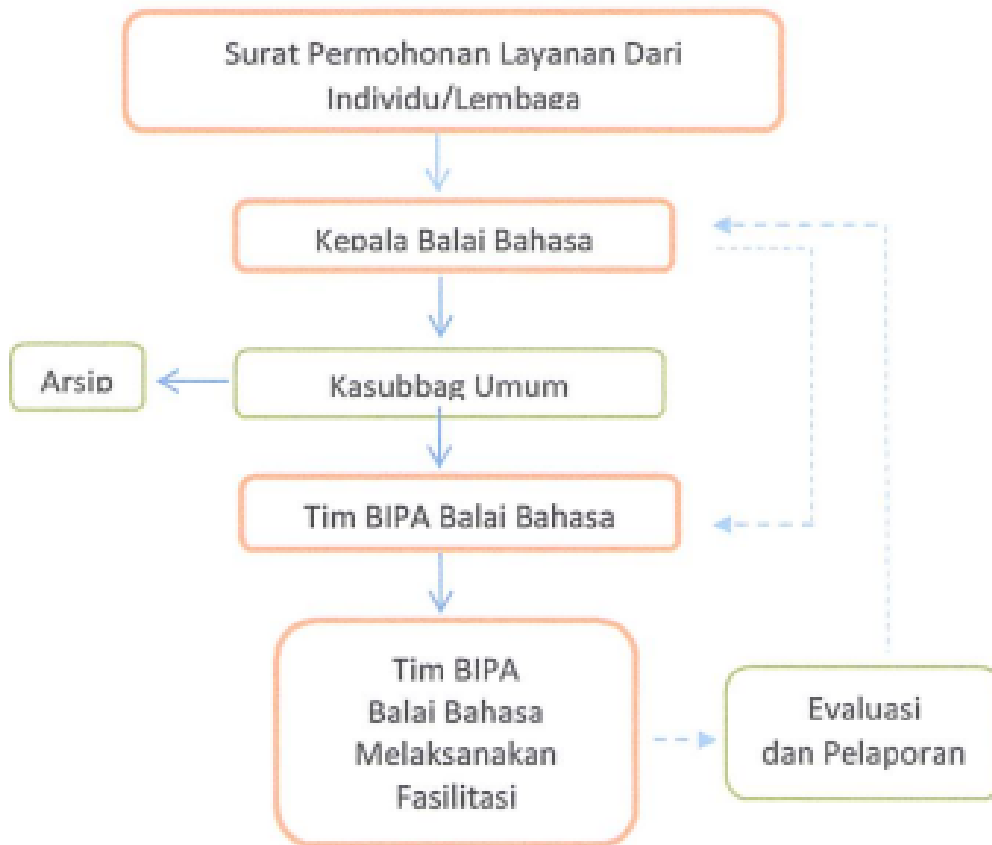 Surat Permohonan Layanan Dari
Individu/Lembaga
Kepala Balai Bahasa
Arsip
Kasubbag Umum
Tim BIPA Balai Bahasa
Tim BIPA
Balai Bahasa
Melaksanakan
Fasilitasi
Evaluasi
dan Pelaporan